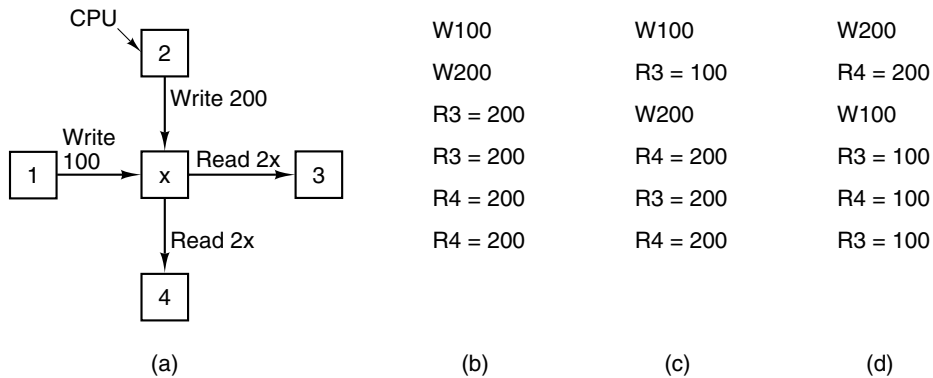 CPU
2
Write 200
Write
100
1
x
Read 2x
3
Read 2x
4
(a)
W100
W200
R3 = 200
R3 = 200
R4 = 200
R4 = 200
(b)
W100
R3 = 100
W200
R4 = 200
R3 = 200
R4 = 200
(c)
W200
R4 = 200
W100
R3 = 100
R4 = 100
R3 = 100
(d)